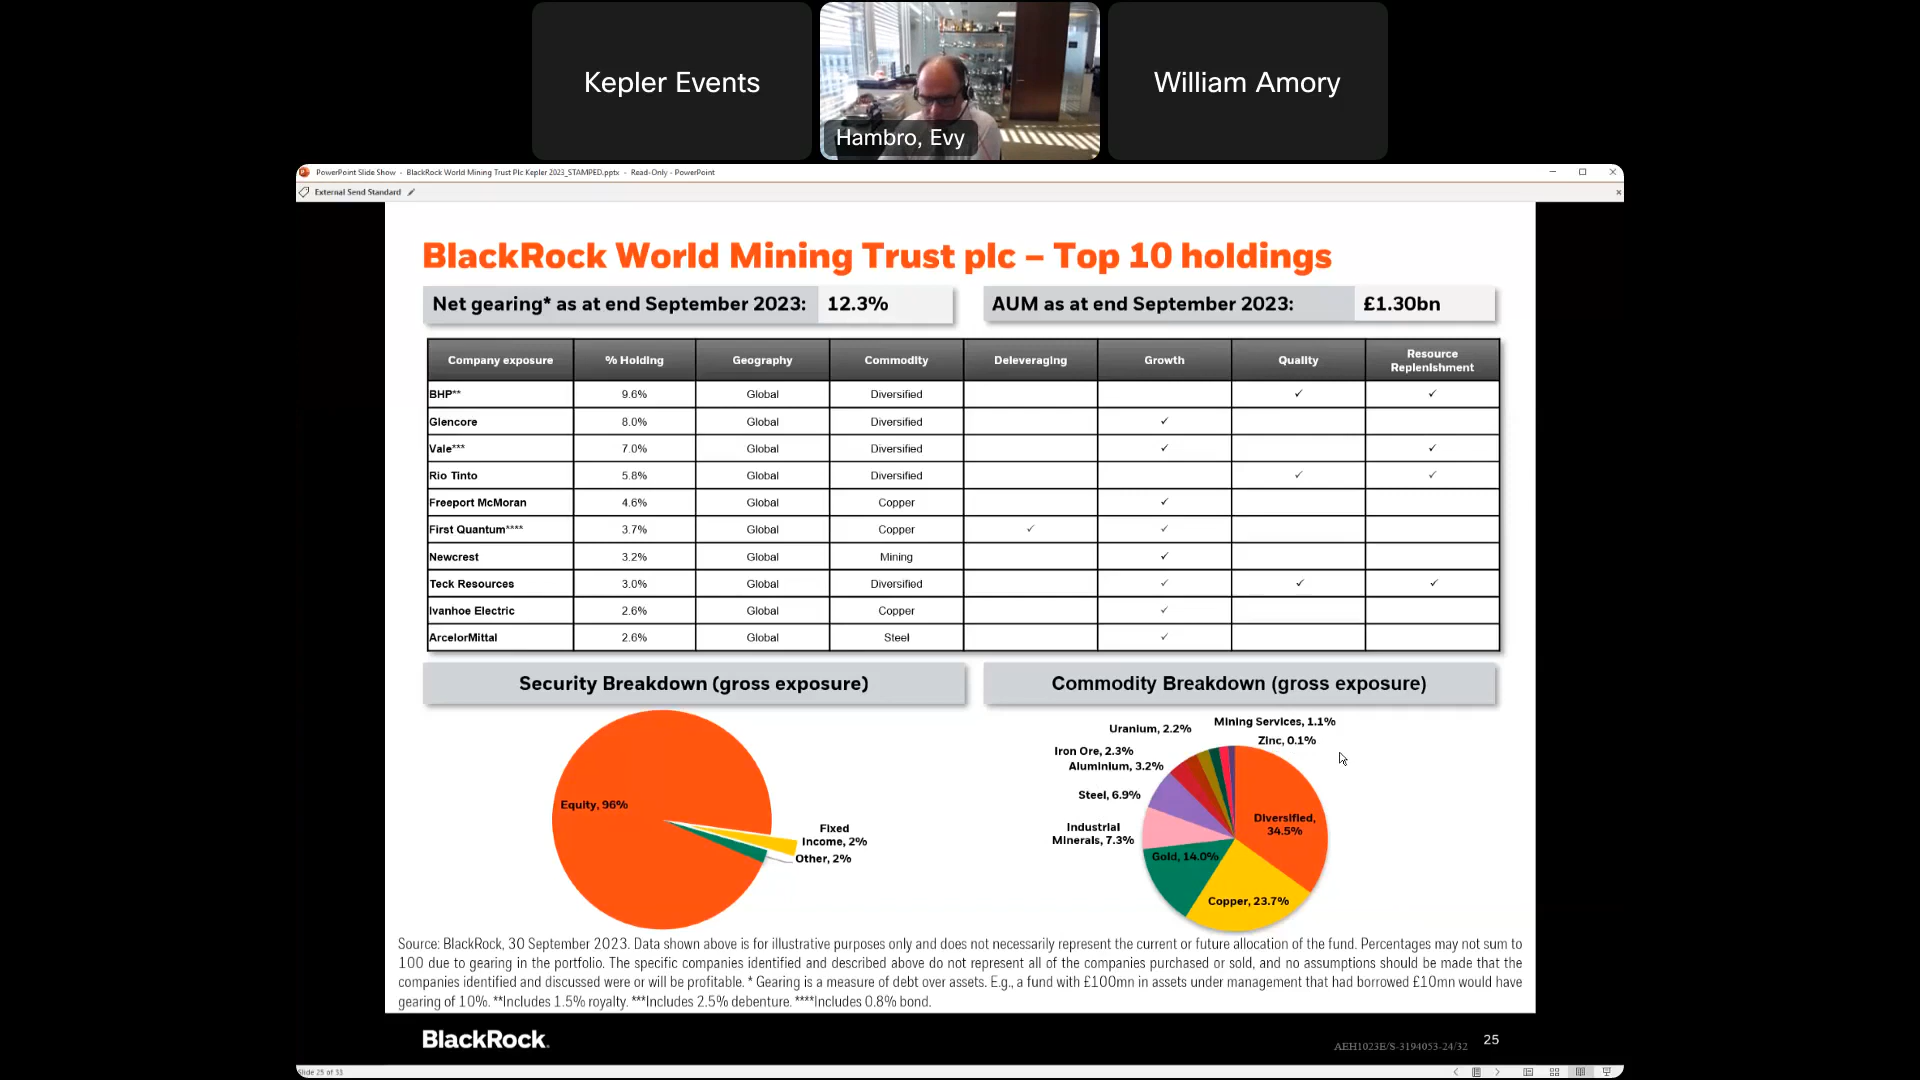 Kepler Events
Hambro, Evy
William Amory
PowerPoint Slide Show - BlackRock World Mining Trust Plc Kepler 2023_STAMPED.pptx - Read-Only - PowerPoint
External Send Standard
BlackRock World Mining Trust plc – Top 10 holdings
Net gearing* as at end September 2023: 12.3%
AUM as at end September 2023: £1.30bn
Company exposure % Holding Geography Commodity Deleveraging Growth Quality Resource Replenishment
BHP** 9.6% Global Diversified ✓ ✓
Glencore 8.0% Global Diversified ✓
Vale*** 7.0% Global Diversified ✓ ✓
Rio Tinto 5.8% Global Diversified ✓ ✓
Freeport McMoran 4.6% Global Copper ✓
First Quantum**** 3.7% Global Copper ✓ ✓
Newcrest 3.2% Global Mining ✓
Teck Resources 3.0% Global Diversified ✓ ✓ ✓
Ivanhoe Electric 2.6% Global Copper ✓
ArcelorMittal 2.6% Global Steel ✓
Security Breakdown (gross exposure)
Equity, 96%
Fixed
Income, 2%
Other, 2%
Commodity Breakdown (gross exposure)
Mining Services, 1.1%
Uranium, 2.2%
Zinc, 0.1%
Iron Ore, 2.3%
Aluminium, 3.2%
Steel, 6.9%
Industrial
Minerals, 7.3%
Gold, 14.0%
Diversified,
34.5%
Copper, 23.7%
Source: BlackRock, 30 September 2023. Data shown above is for illustrative purposes only and does not necessarily represent the current or future allocation of the fund. Percentages may not sum to
100 due to gearing in the portfolio. The specific companies identified and described above do not represent all of the companies purchased or sold, and no assumptions should be made that the
companies identified and discussed were or will be profitable. * Gearing is a measure of debt over assets. E.g., a fund with £100mn in assets under management that had borrowed £10mn would have
gearing of 10%. **Includes 1.5% royalty. ***Includes 2.5% debenture. ****Includes 0.8% bond.
BlackRock.
AEH1023E/S-3194053-24/32
25
Slide 25 of 33